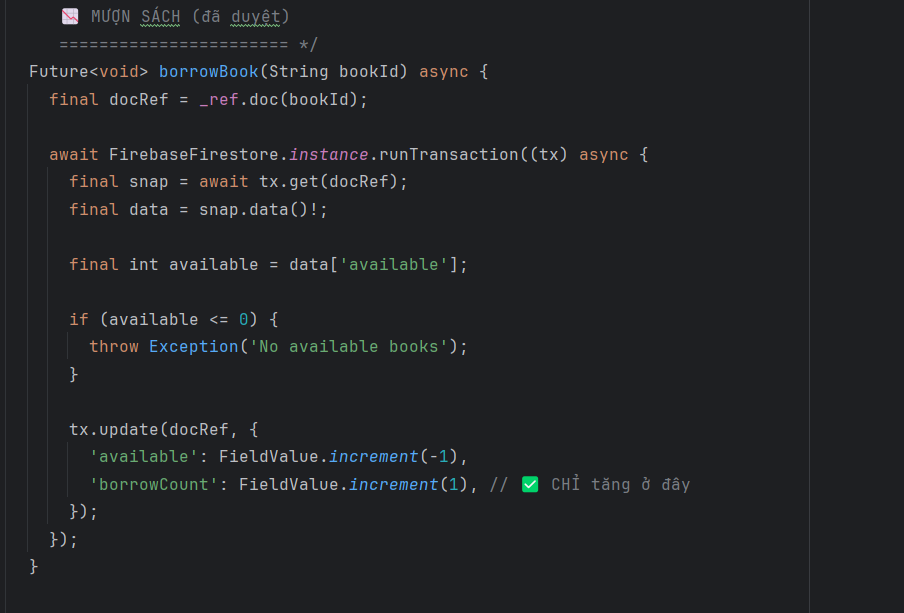 📉 MƯỢN SÁCH (đã duyệt)
======================= */
Future<void> borrowBook(String bookId) async {
final docRef = _ref.doc(bookId);
await FirebaseFirestore.instance.runTransaction((tx) async {
final snap = await tx.get(docRef);
final data = snap.data()!;
final int available = data['available'];
if (available <= 0) {
throw Exception('No available books');
}
tx.update(docRef, {
'available': FieldValue.increment(-1),
'borrowCount': FieldValue.increment(1), // ✅ CHỈ tăng ở đây
});
});
}